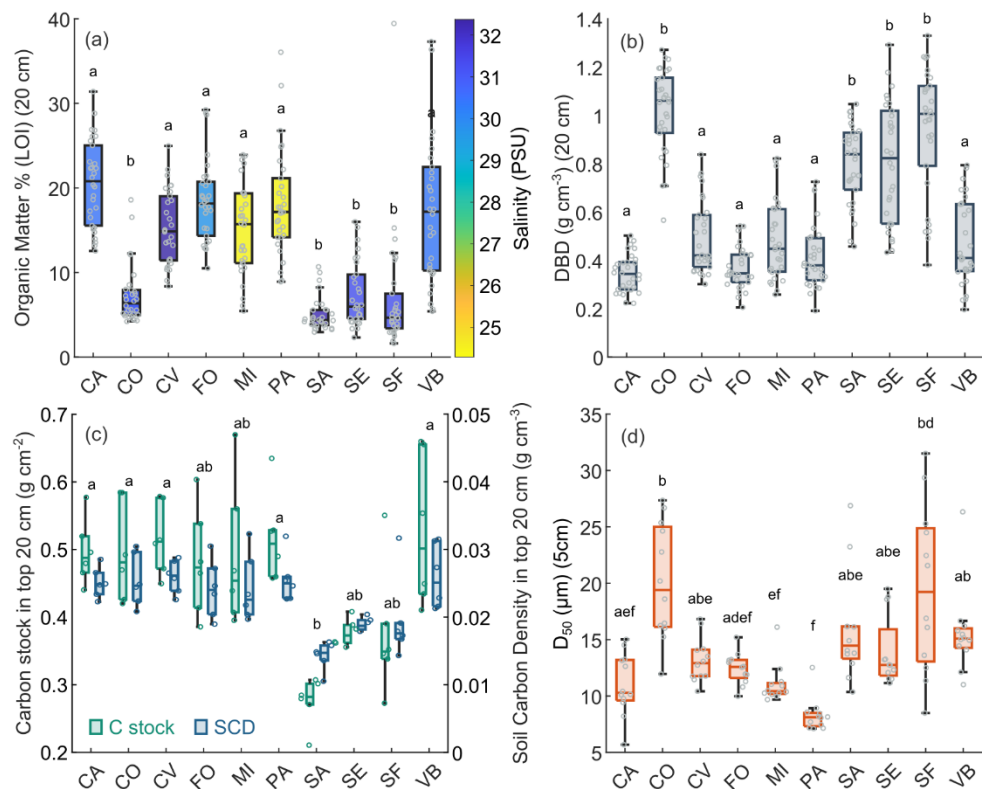 (a)
Organic Matter % (LOI) (20 cm)
40
30
20
10
0
a
b
a
a
a
a
b
b
b
a
CA CO CV FO MI PA SA SE SF VB
Salinity (PSU)
32
31
30
29
28
27
26
25
(b)
DBD (g cm-3) (20 cm)
1.4
1.2
1
0.8
0.6
0.4
0.2
0
a
b
a
a
a
a
b
b
b
a
CA CO CV FO MI PA SA SE SF VB
(c)
Carbon stock in top 20 cm (g cm-2)
0.7
0.6
0.5
0.4
0.3
0.2
a
a
a
ab
ab
a
b
ab
ab
a
C stock SCD
CA CO CV FO MI PA SA SE SF VB
Soil Carbon Density in top 20 cm (g cm-3)
0.05
0.04
0.03
0.02
0.01
0
(d)
D50 (µm) (5cm)
35
30
25
20
15
10
5
aef
b
abe
adef
ef
f
abe
abe
bd
ab
CA CO CV FO MI PA SA SE SF VB